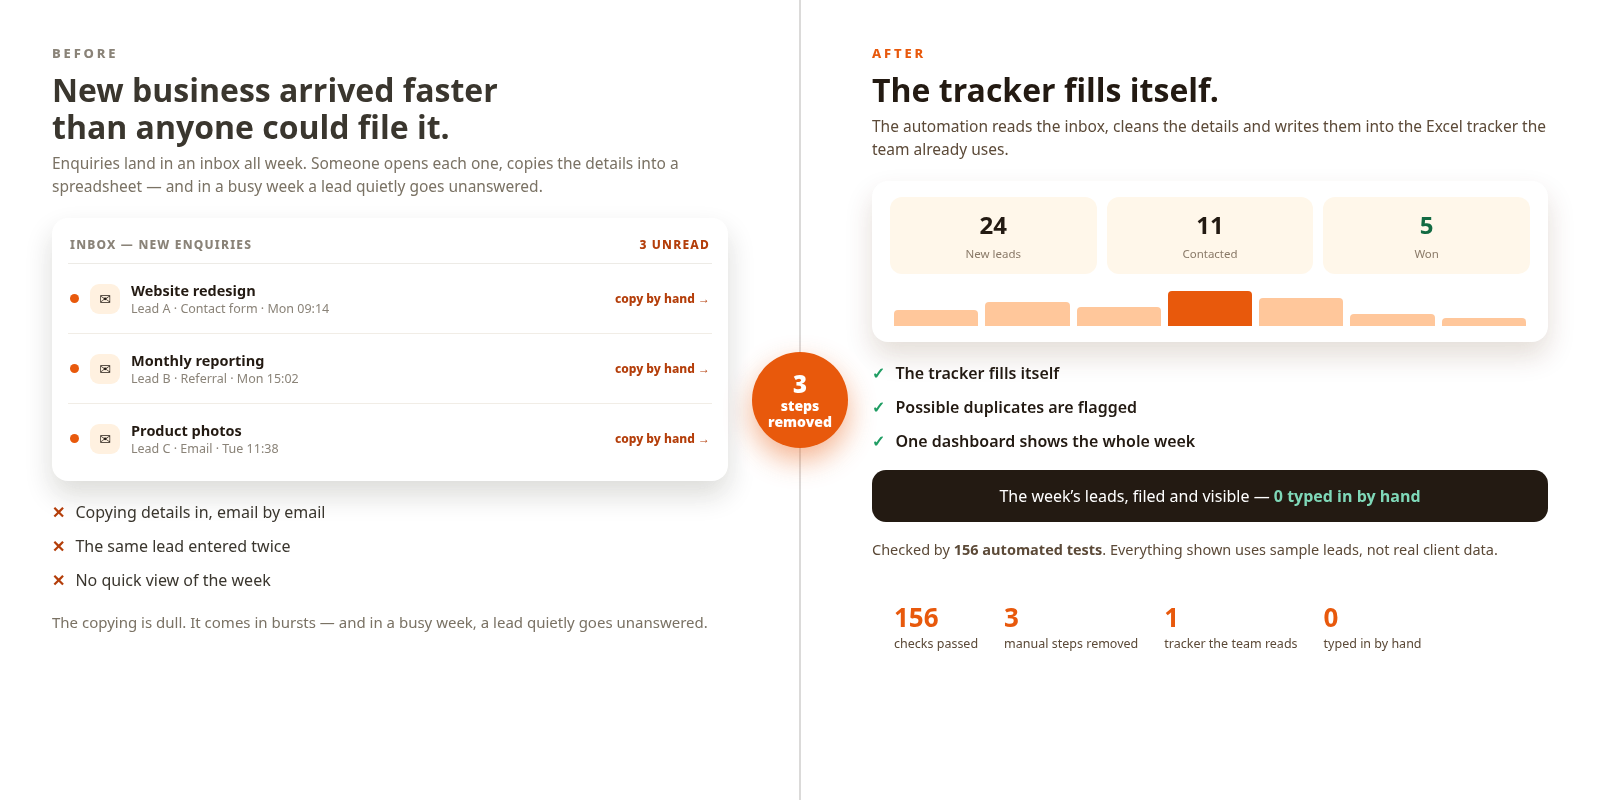 BEFORE
New business arrived faster
than anyone could file it.
Enquiries land in an inbox all week. Someone opens each one, copies the details into a
spreadsheet — and in a busy week a lead quietly goes unanswered.
INBOX — NEW ENQUIRIES
3 UNREAD
Website redesign
Lead A · Contact form · Mon 09:14
copy by hand →
Monthly reporting
Lead B · Referral · Mon 15:02
copy by hand →
Product photos
Lead C · Email · Tue 11:38
copy by hand →
✕ Copying details in, email by email
✕ The same lead entered twice
✕ No quick view of the week
The copying is dull. It comes in bursts — and in a busy week, a lead quietly goes unanswered.
3
steps
removed
AFTER
The tracker fills itself.
The automation reads the inbox, cleans the details and writes them into the Excel tracker the
team already uses.
24
New leads
11
Contacted
5
Won
✓ The tracker fills itself
✓ Possible duplicates are flagged
✓ One dashboard shows the whole week
The week’s leads, filed and visible — 0 typed in by hand
Checked by 156 automated tests. Everything shown uses sample leads, not real client data.
156
checks passed
3
manual steps removed
1
tracker the team reads
0
typed in by hand